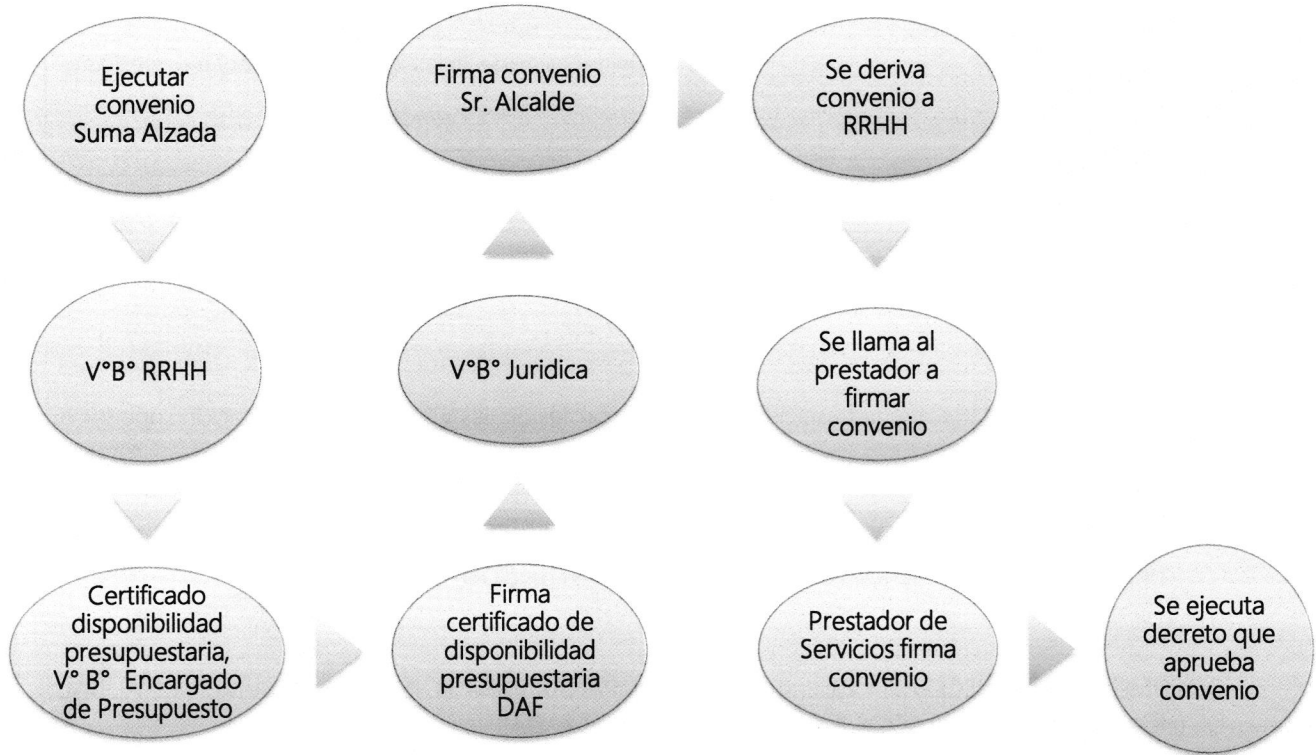 Ejecutar
convenio
Suma Alzada
V°B° RRHH
Certificado
disponibilidad
presupuestaria,
V° B° Encargado
de Presupuesto
Firma
certificado de
disponibilidad
presupuestaria
DAF
V°B° Juridica
Firma convenio
Sr. Alcalde
Se deriva
convenio a
RRHH
Se llama al
prestador a
firmar
convenio
Prestador de
Servicios firma
convenio
Se ejecuta
decreto que
aprueba
convenio